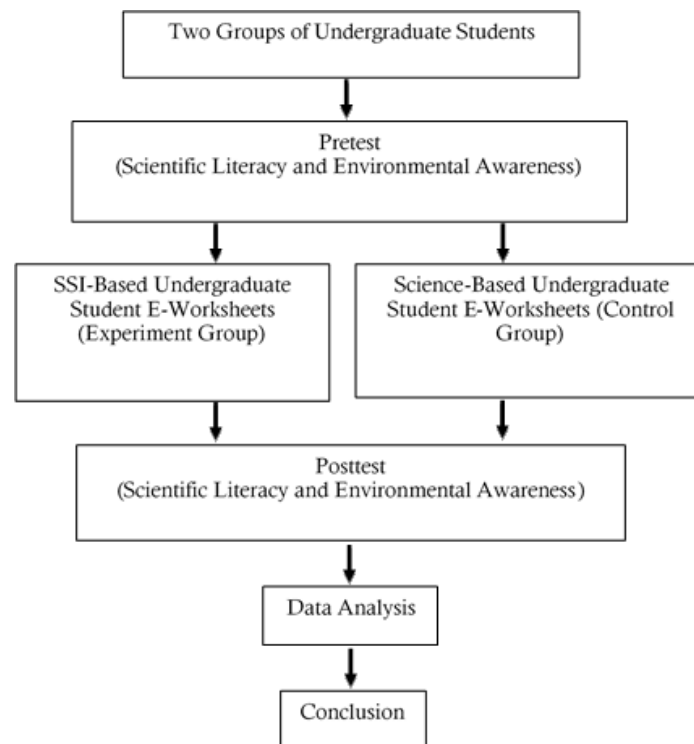 Two Groups of Undergraduate Students
Pretest
(Scientific Literacy and Environmental Awareness)
SSI-Based Undergraduate
Student E-Worksheets
(Experiment Group)
Science-Based Undergraduate
Student E-Worksheets (Control
Group)
Posttest
(Scientific Literacy and Environmental Awareness)
Data Analysis
Conclusion